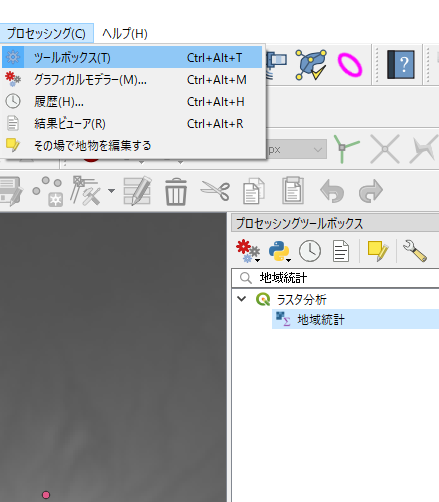 プロセッシング(C) ヘルプ(H)
ツールボックス(T) Ctrl+Alt+T
グラフィカルモデラー(M)... Ctrl+Alt+M
履歴(H)... Ctrl+Alt+H
結果ビューア(R) Ctrl+Alt+R
その場で地物を編集する
px
プロセッシングツールボックス
地域統計
ラスタ分析
地域統計